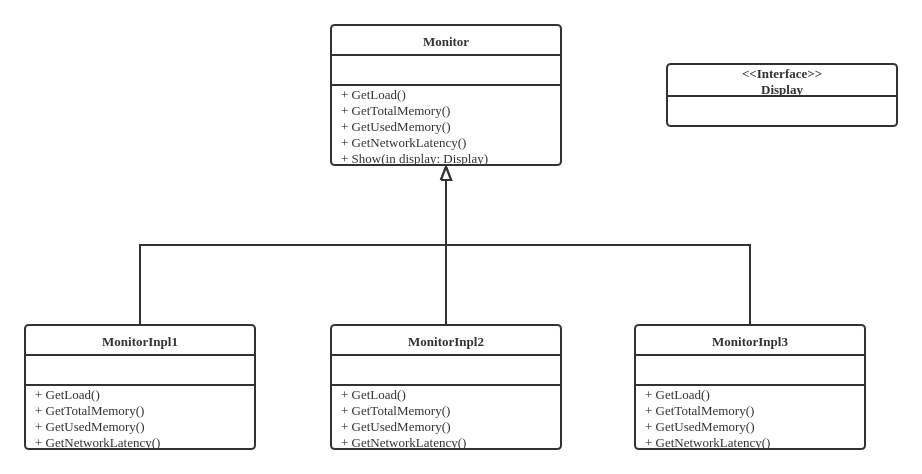 Monitor
+ GetLoad()
+ GetTotalMemory()
+ GetUsedMemory()
+ GetNetworkLatency()
+ Show(in display: Display)
<<Interface>>
Display
MonitorInpl1
+ GetLoad()
+ GetTotalMemory()
+ GetUsedMemory()
+ GetNetworkLatency()
MonitorInpl2
+ GetLoad()
+ GetTotalMemory()
+ GetUsedMemory()
+ GetNetworkLatency()
MonitorInpl3
+ GetLoad()
+ GetTotalMemory()
+ GetUsedMemory()
+ GetNetworkLatency()